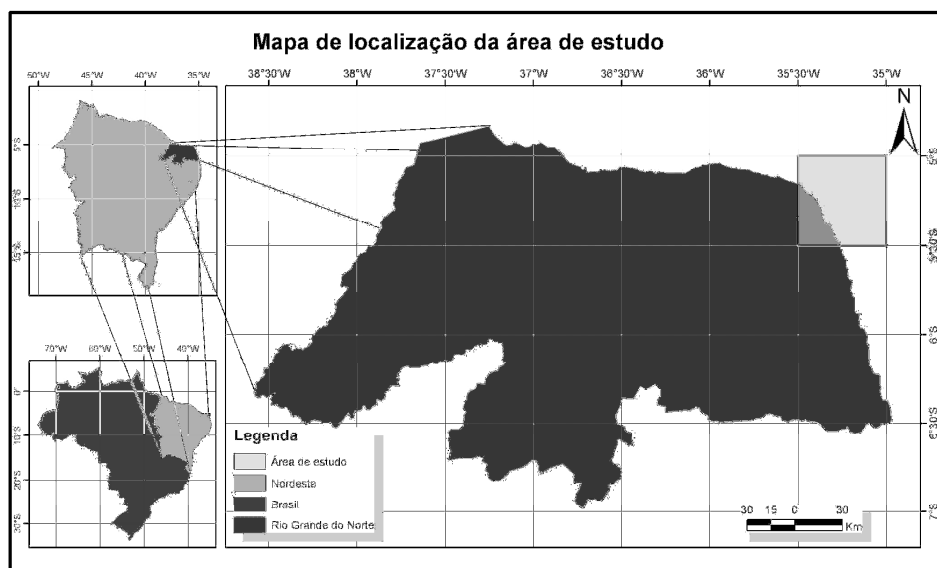 Mapa de localização da área de estudo
50°W 45°W 40°W 35°W
5°S
10°S
15°S
70°W 60°W 50°W 40°W
0°
10°S
20°S
30°S
38°30'W 38°W 37°30'W 37°W 36°30'W 36°W 35°30'W 35°W
N
5°S
5°30'S
6°S
6°30'S
7°S
Legenda
Área de estudo
Nordeste
Brasil
Rio Grande do Norte
30 15 0 30
Km